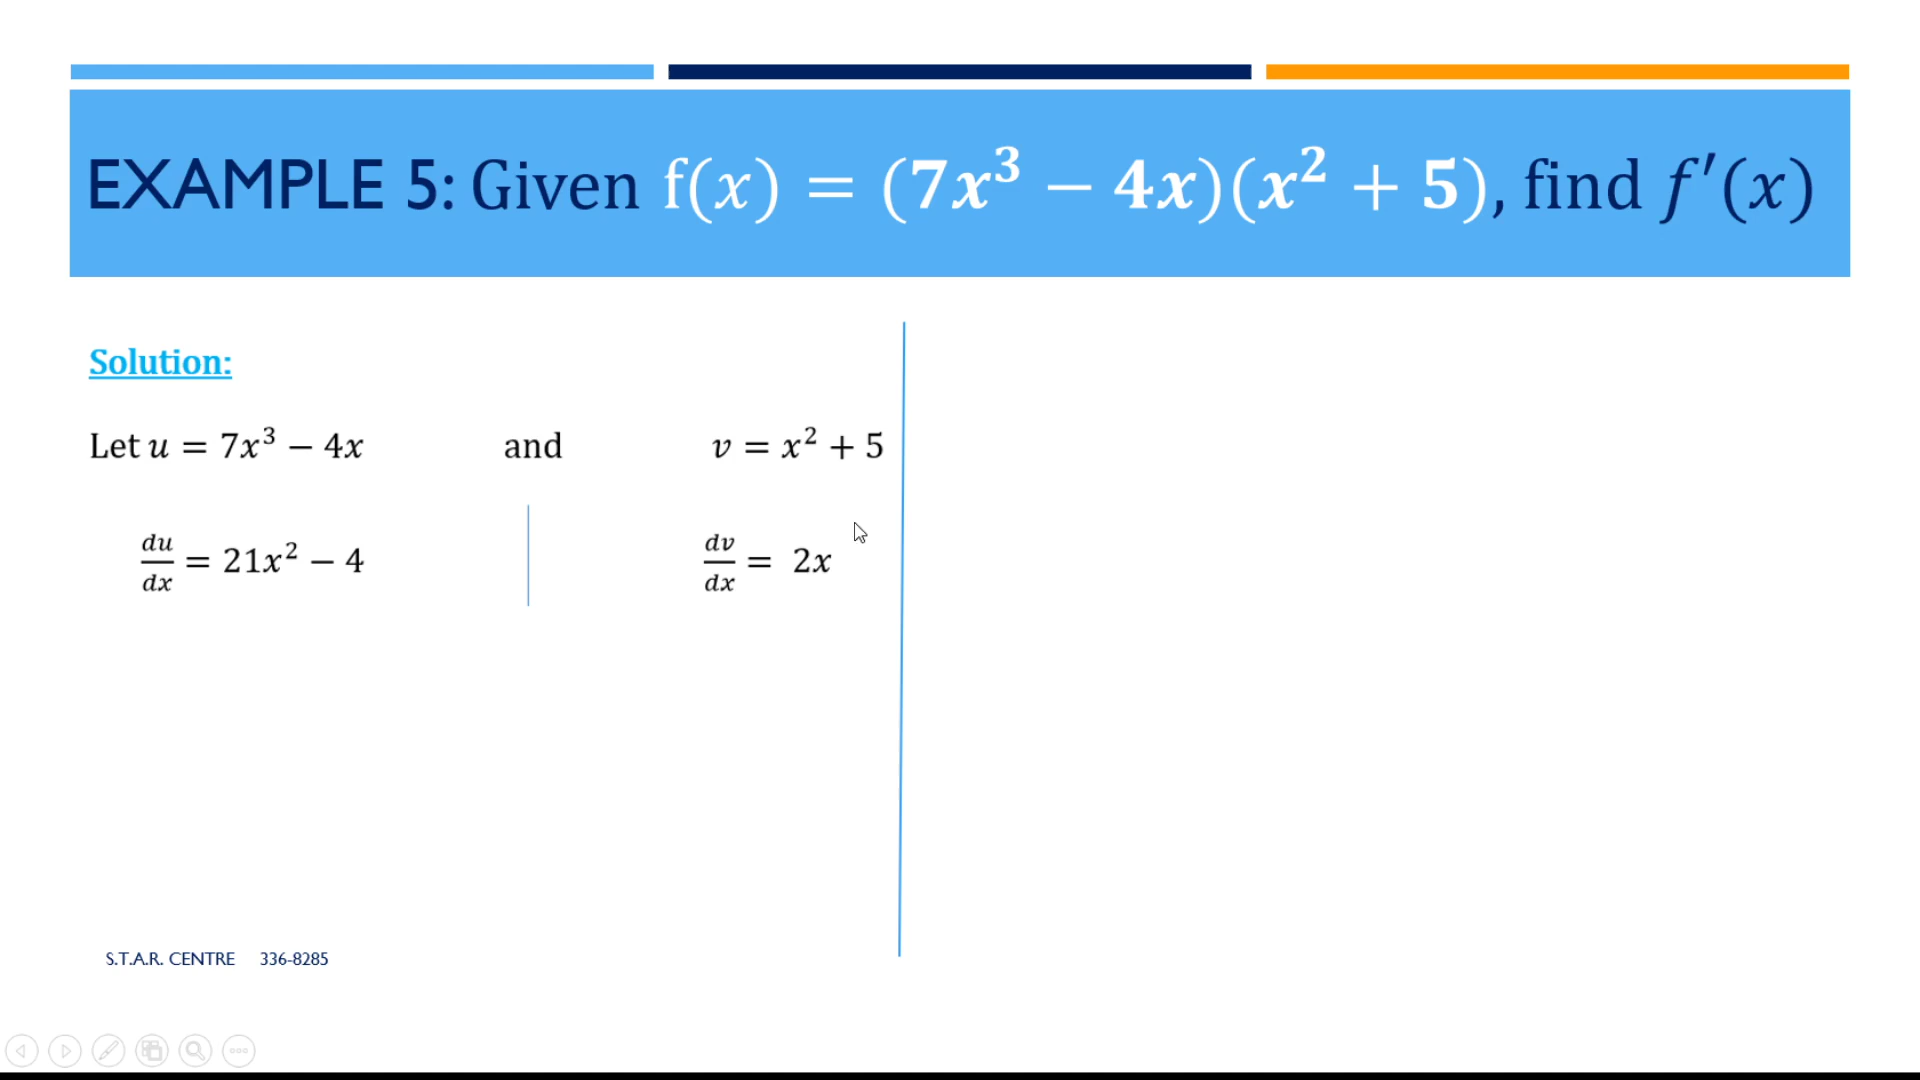 EXAMPLE 5: Given f(x) = (7x³ − 4x)(x² + 5), find f′(x)
Solution:
Let u = 7x³ − 4x and v = x² + 5
du/dx = 21x² − 4 dv/dx = 2x
S.T.A.R. CENTRE 336-8285